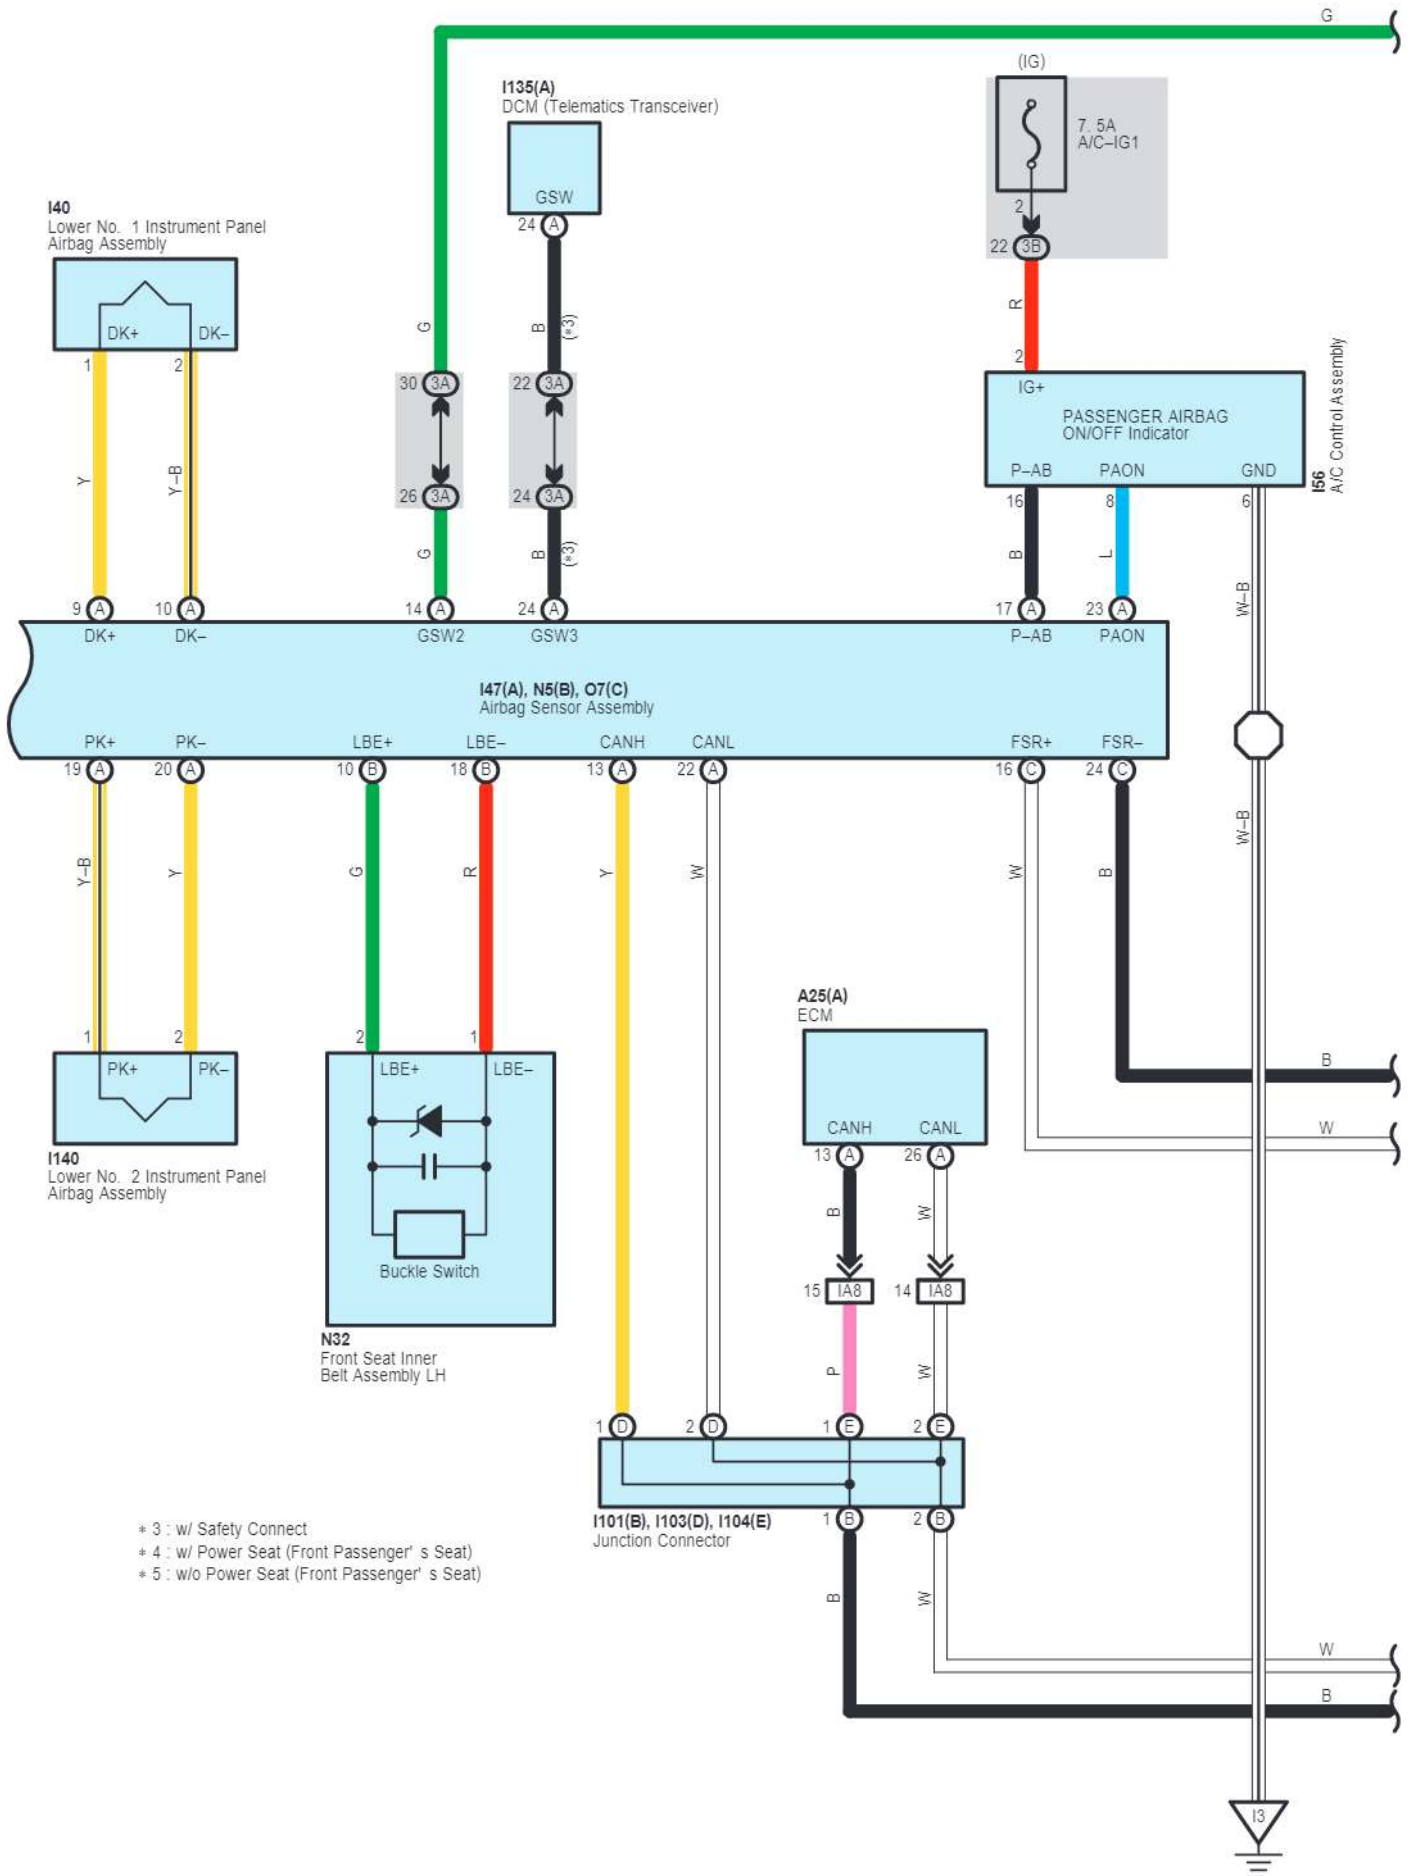 G
(IG)
I135(A)
DCM (Telematics Transceiver)
7. 5A
A/C–IG1
GSW
24 A
2
22 3B
I40
Lower No. 1 Instrument Panel
Airbag Assembly
DK+ DK–
1 2
G
B
(*3)
R
2
30 3A
22 3A
IG+
PASSENGER AIRBAG
ON/OFF Indicator
P–AB PAON GND
I56
A/C Control Assembly
Y
Y–B
26 3A
24 3A
16 8 6
G
B
(*3)
B
L
W–B
9 A 10 A 14 A 24 A 17 A 23 A
DK+ DK– GSW2 GSW3 P–AB PAON
I47(A), N5(B), O7(C)
Airbag Sensor Assembly
PK+ PK– LBE+ LBE– CANH CANL FSR+ FSR–
19 A 20 A 10 B 18 B 13 A 22 A 16 C 24 C
W–B
Y–B
Y
G
R
Y
W
W
B
A25(A)
ECM
1 2 2 1
PK+ PK– LBE+ LBE–
B
CANH CANL
W
13 A 26 A
I140
Lower No. 2 Instrument Panel
Airbag Assembly
B
W
Buckle Switch
15 IA8 14 IA8
N32
Front Seat Inner
Belt Assembly LH
P
W
1 D 2 D 1 E 2 E
I101(B), I103(D), I104(E)
Junction Connector
1 B 2 B
* 3 : w/ Safety Connect
* 4 : w/ Power Seat (Front Passenger' s Seat)
* 5 : w/o Power Seat (Front Passenger' s Seat)
B
W
W
B
I3